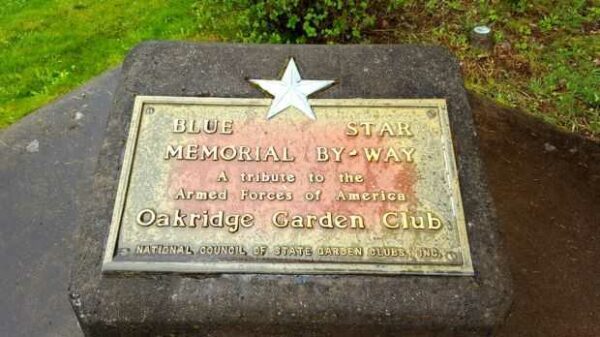 BLUE STAR
MEMORIAL BY-WAY
A tribute to the
Armed Forces of America
Oakridge Garden Club
NATIONAL COUNCIL OF STATE GARDEN CLUBS, INC.